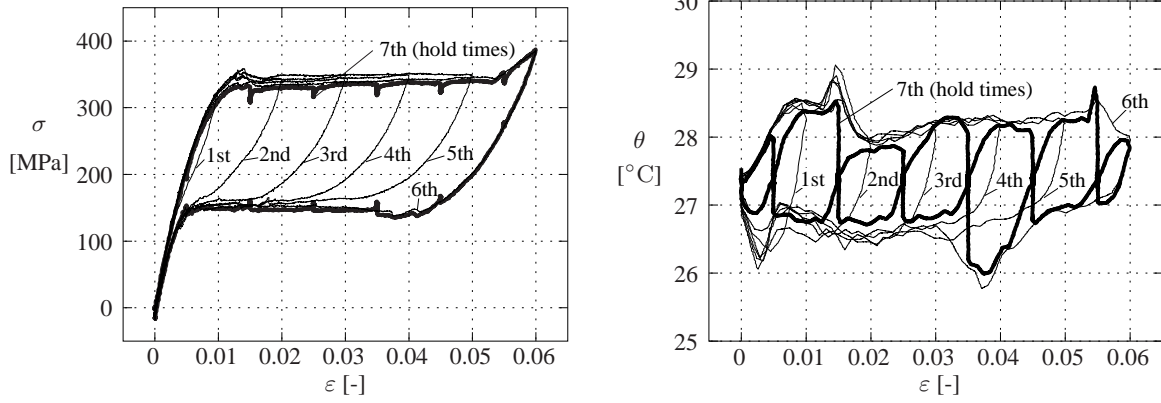 400
300
200
100
0
σ
[MPa]
7th (hold times)
1st
2nd
3rd
4th
5th
6th
0
0.01
0.02
0.03
0.04
0.05
0.06
ε [-]
30
29
28
27
26
25
θ
[°C]
7th (hold times)
6th
1st
2nd
3rd
4th
5th
0
0.01
0.02
0.03
0.04
0.05
0.06
ε [-]